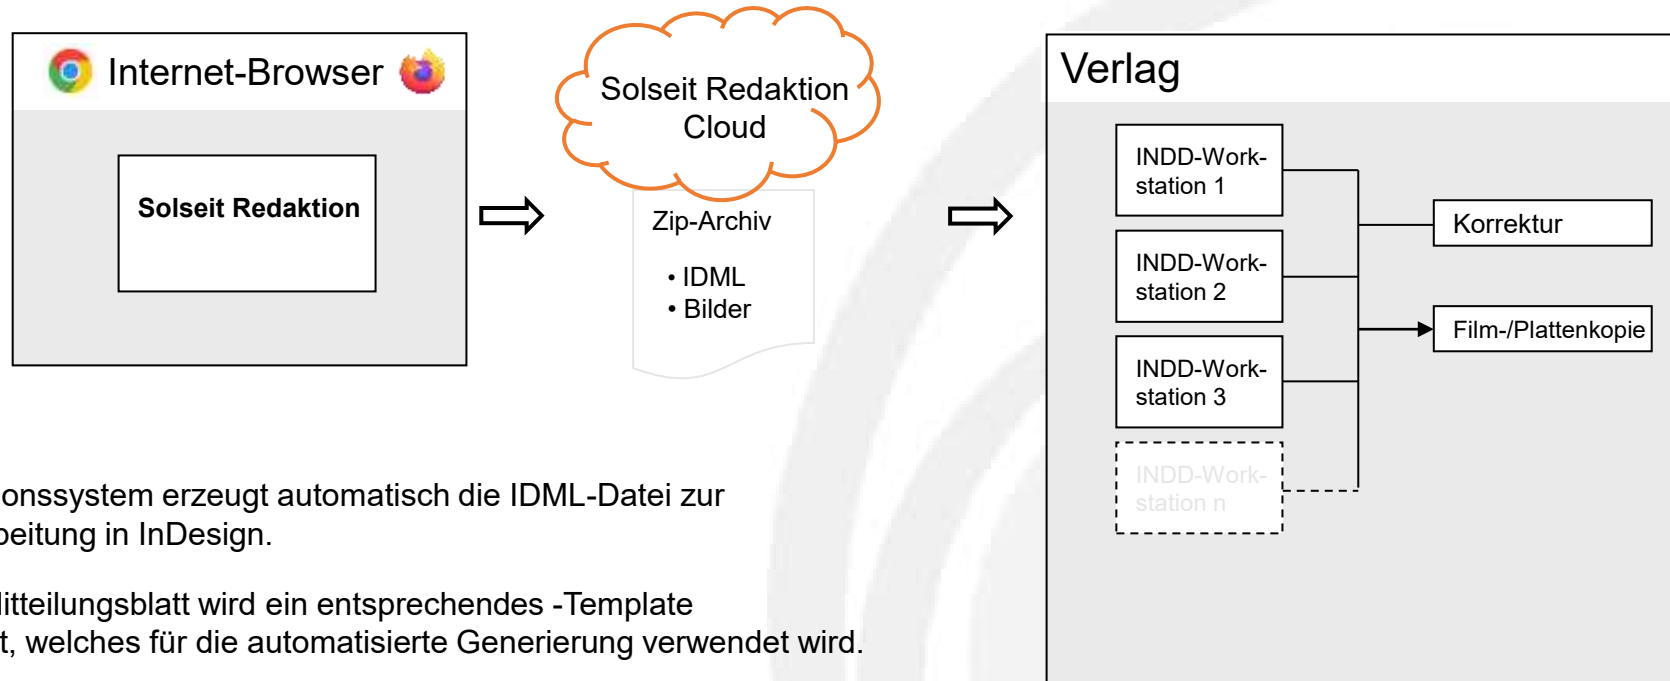 Internet-Browser
Solseit Redaktion
Solseit Redaktion
Cloud
Zip-Archiv
• IDML
• Bilder
Verlag
INDD-Work-
station 1
INDD-Work-
station 2
INDD-Work-
station 3
INDD-Work-
station n
Korrektur
Film-/Plattenkopie
onssystem erzeugt automatisch die IDML-Datei zur
beitung in InDesign.
Mitteilungsblatt wird ein entsprechendes -Template
t, welches für die automatisierte Generierung verwendet wird.